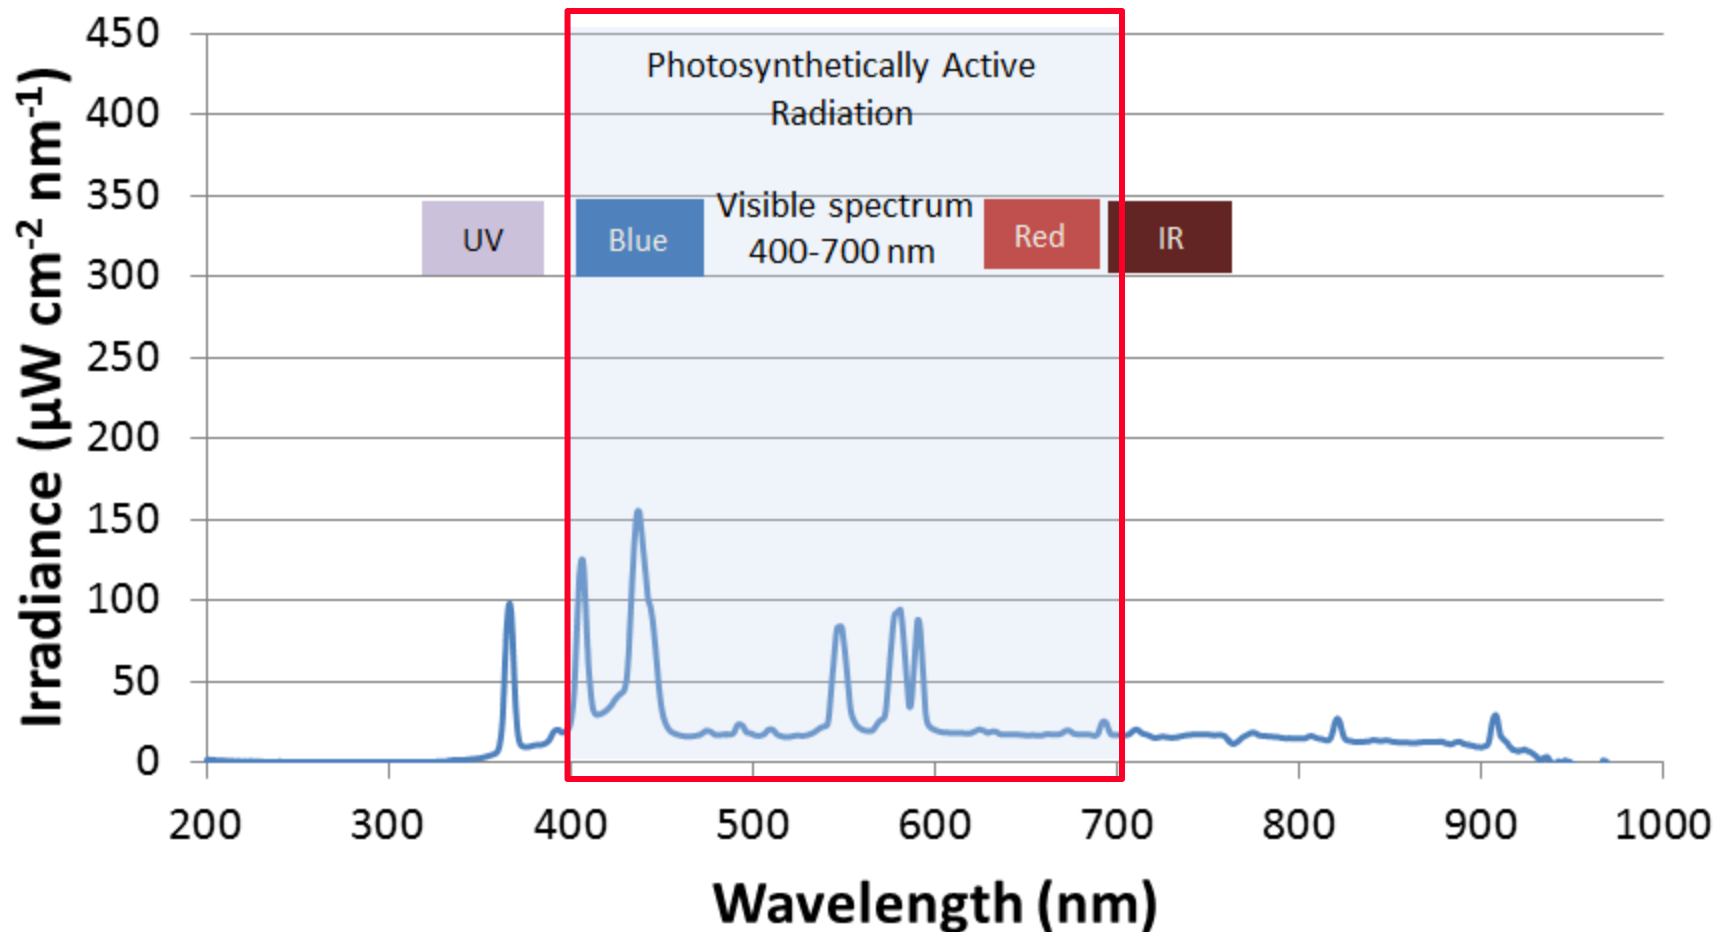 450
Photosynthetically Active
Radiation
400
350
Visible spectrum
400-700 nm
UV
Blue
Red
IR
300
250
200
150
100
50
0
Irradiance (µW cm-2 nm-1)
200 300 400 500 600 700 800 900 1000
Wavelength (nm)